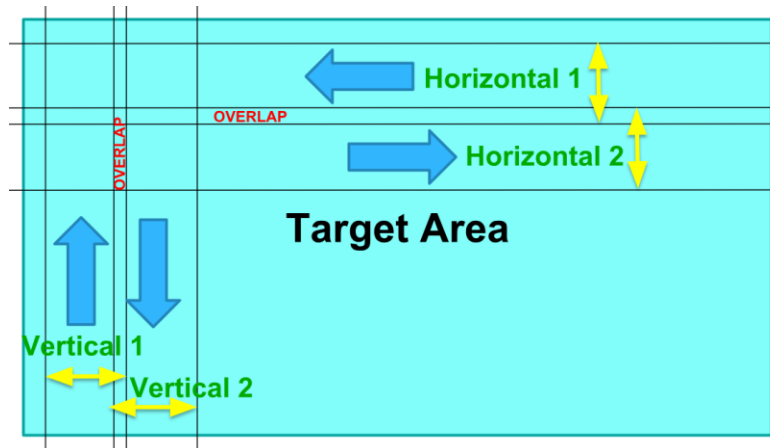 Horizontal 1
OVERLAP
OVERLAP
Horizontal 2
Target Area
Vertical 1
Vertical 2